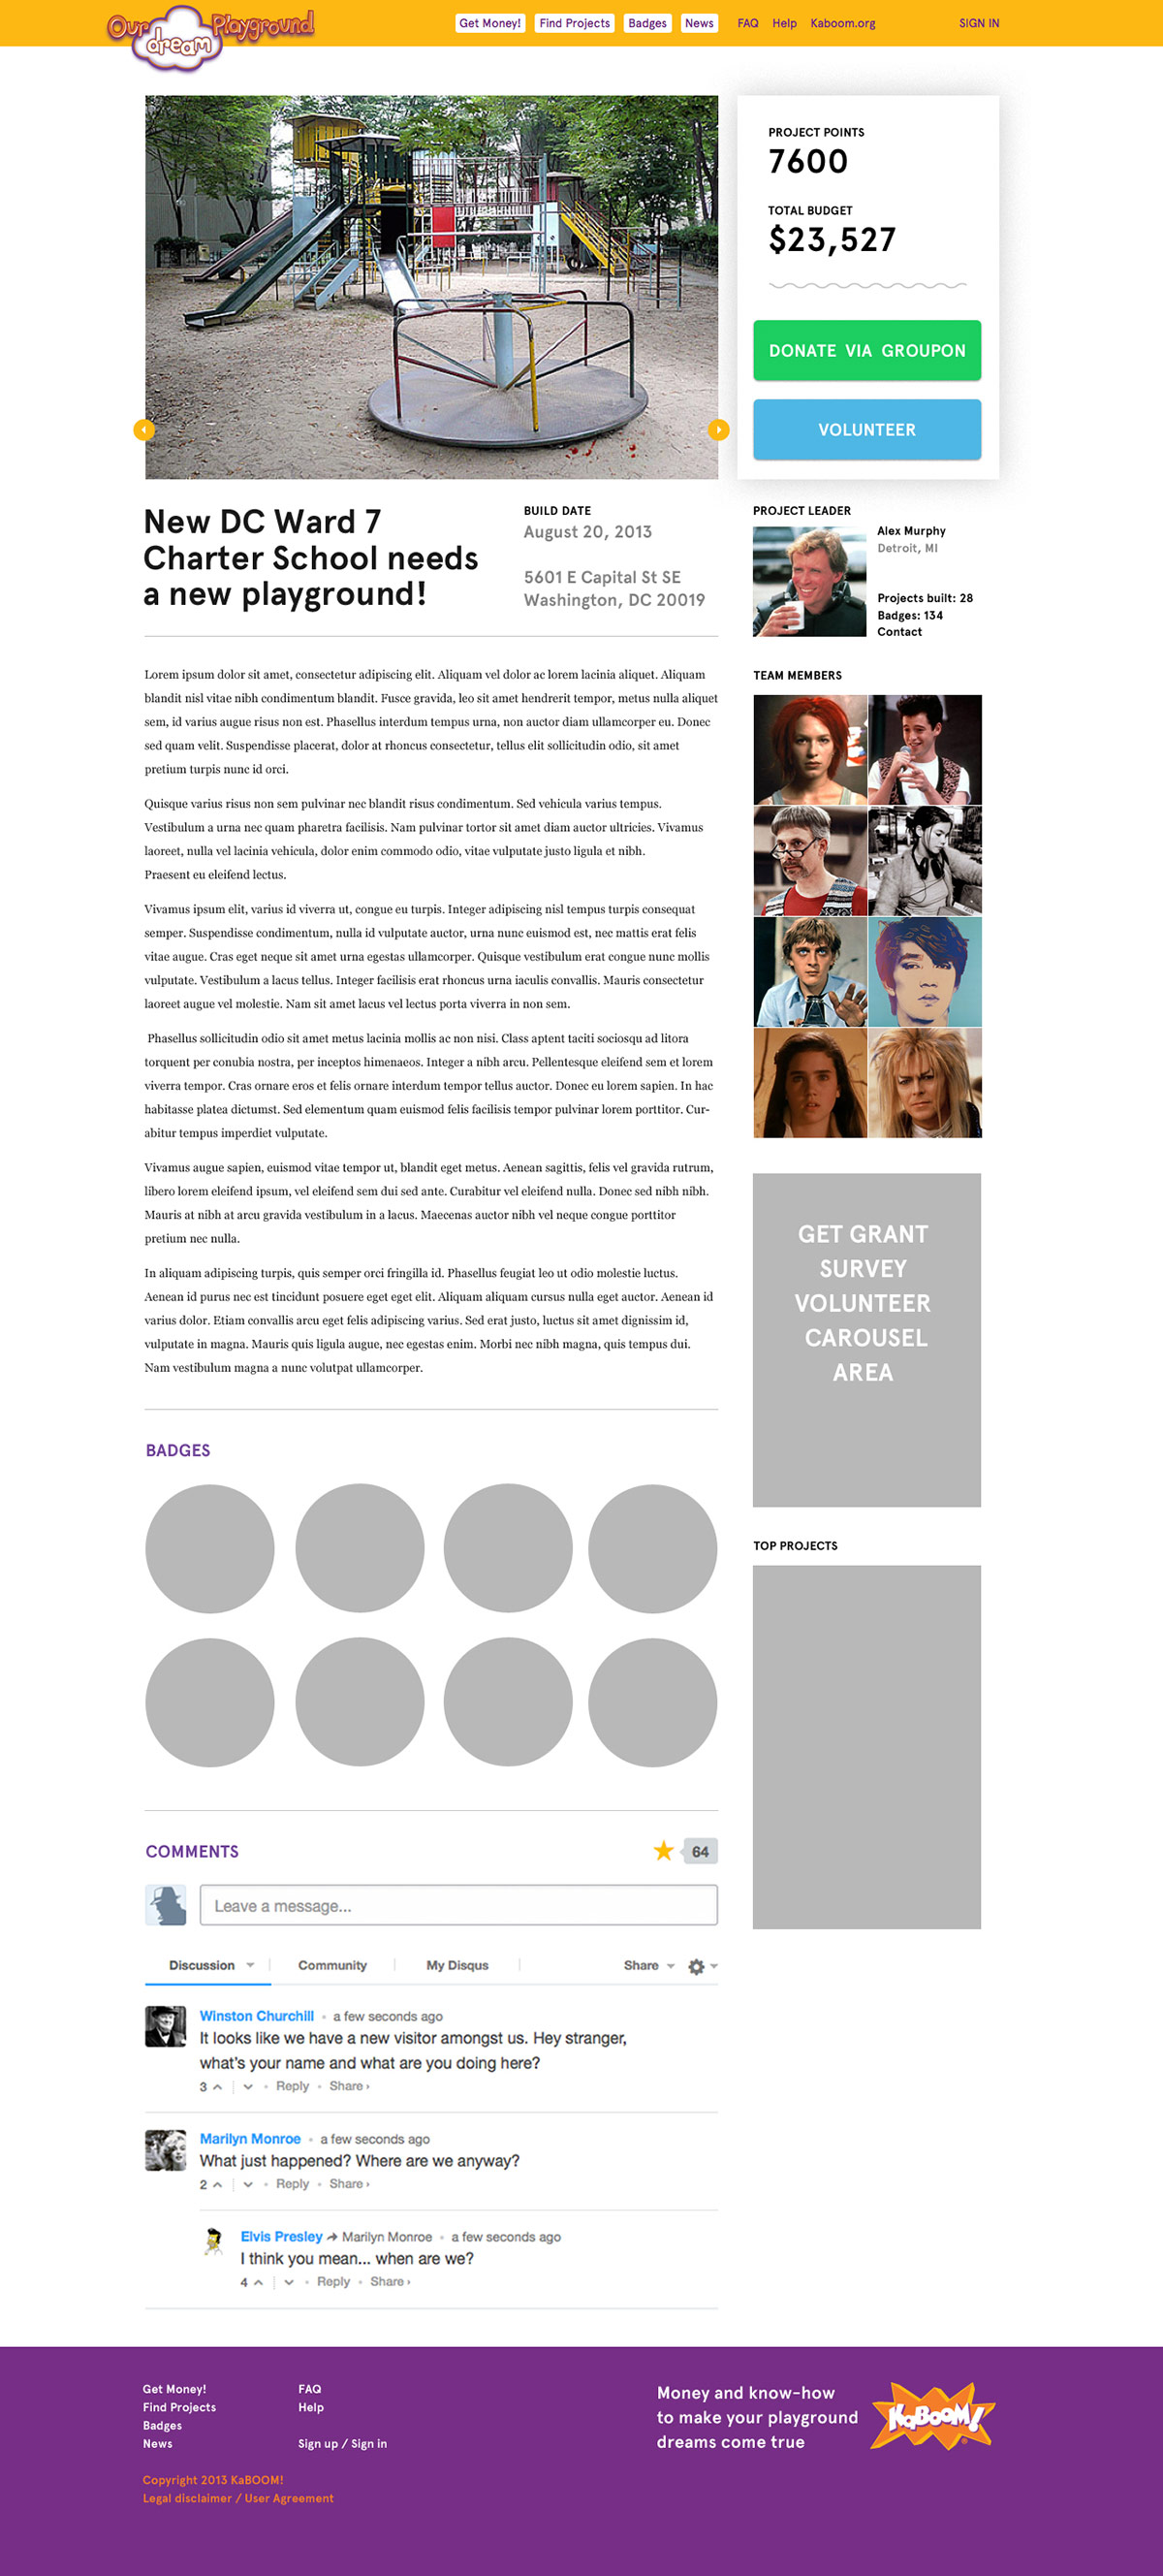 Our dream Playground
Get Money! Find Projects Badges News FAQ Help Kaboom.org SIGN IN
PROJECT POINTS
7600
TOTAL BUDGET
$23,527
DONATE VIA GROUPON
VOLUNTEER
New DC Ward 7
Charter School needs
a new playground!
BUILD DATE
August 20, 2013
5601 E Capital St SE
Washington, DC 20019
PROJECT LEADER
Alex Murphy
Detroit, MI
Projects built: 28
Badges: 134
Contact
Lorem ipsum dolor sit amet, consectetur adipiscing elit. Aliquam vel dolor ac lorem lacinia aliquet. Aliquam
blandit nisl vitae nibh condimentum blandit. Fusce gravida, leo sit amet hendrerit tempor, metus nulla aliquet
sem, id varius augue risus non est. Phasellus interdum tempus urna, non auctor diam ullamcorper eu. Donec
sed quam velit. Suspendisse placerat, dolor at rhoncus consectetur, tellus elit sollicitudin odio, sit amet
pretium turpis nunc id orci.
Quisque varius risus non sem pulvinar nec blandit risus condimentum. Sed vehicula varius tempus.
Vestibulum a urna nec quam pharetra facilisis. Nam pulvinar tortor sit amet diam auctor ultricies. Vivamus
laoreet, nulla vel lacinia vehicula, dolor enim commodo odio, vitae vulputate justo ligula et nibh.
Praesent eu eleifend lectus.
Vivamus ipsum elit, varius id viverra ut, congue eu turpis. Integer adipiscing nisl tempus turpis consequat
semper. Suspendisse condimentum, nulla id vulputate auctor, urna nunc euismod est, nec mattis erat felis
vitae augue. Cras eget neque sit amet urna egestas ullamcorper. Quisque vestibulum erat congue nunc mollis
vulputate. Vestibulum a lacus tellus. Integer facilisis erat rhoncus urna iaculis convallis. Mauris consectetur
laoreet augue vel molestie. Nam sit amet lacus vel lectus porta viverra in non sem.
Phasellus sollicitudin odio sit amet metus lacinia mollis ac non nisi. Class aptent taciti sociosqu ad litora
torquent per conubia nostra, per inceptos himenaeos. Integer a nibh arcu. Pellentesque eleifend sem et lorem
viverra tempor. Cras ornare eros et felis ornare interdum tempor tellus auctor. Donec eu lorem sapien. In hac
habitasse platea dictumst. Sed elementum quam euismod felis facilisis tempor pulvinar lorem porttitor. Cur-
abitur tempus imperdiet vulputate.
Vivamus augue sapien, euismod vitae tempor ut, blandit eget metus. Aenean sagittis, felis vel gravida rutrum,
libero lorem eleifend ipsum, vel eleifend sem dui sed ante. Curabitur vel eleifend nulla. Donec sed nibh nibh.
Mauris at nibh at arcu gravida vestibulum in a lacus. Maecenas auctor nibh vel neque congue porttitor
pretium nec nulla.
In aliquam adipiscing turpis, quis semper orci fringilla id. Phasellus feugiat leo ut odio molestie luctus.
Aenean id purus nec est tincidunt posuere eget eget elit. Aliquam aliquam cursus nulla eget auctor. Aenean id
varius dolor. Etiam convallis arcu eget felis adipiscing varius. Sed erat justo, luctus sit amet dignissim id,
vulputate in magna. Mauris quis ligula augue, nec egestas enim. Morbi nec nibh magna, quis tempus dui.
Nam vestibulum magna a nunc volutpat ullamcorper.
TEAM MEMBERS
GET GRANT
SURVEY
VOLUNTEER
CAROUSEL
AREA
TOP PROJECTS
BADGES
COMMENTS
64
Leave a message...
Discussion Community My Disqus Share
Winston Churchill • a few seconds ago
It looks like we have a new visitor amongst us. Hey stranger,
what's your name and what are you doing here?
3 • Reply • Share ›
Marilyn Monroe • a few seconds ago
What just happened? Where are we anyway?
2 • Reply • Share ›
Elvis Presley Marilyn Monroe • a few seconds ago
I think you mean... when are we?
4 • Reply • Share ›
Get Money!
Find Projects
Badges
News
FAQ
Help
Sign up / Sign in
Money and know-how
to make your playground
dreams come true
KaBOOM!
Copyright 2013 KaBOOM!
Legal disclaimer / User Agreement